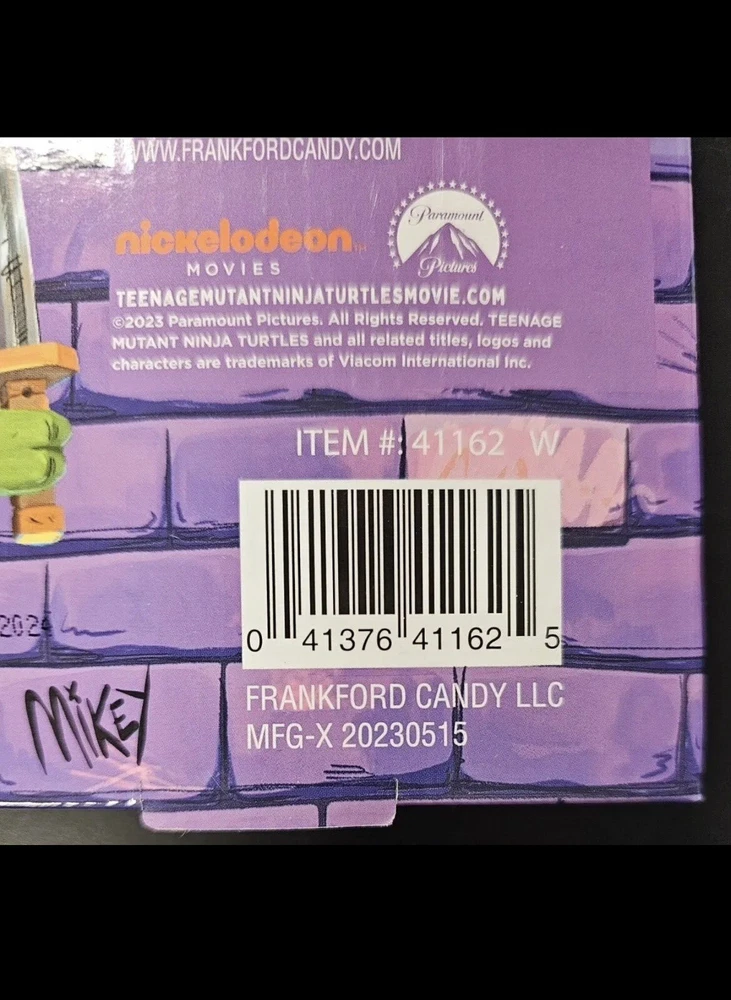 WWW.FRANKFORDCANDY.COM
nickelodeon TM
MOVIES
Paramount
Pictures
TEENAGEMUTANTNINJATURTLESMOVIE.COM
©2023 Paramount Pictures. All Rights Reserved. TEENAGE
MUTANT NINJA TURTLES and all related titles, logos and
characters are trademarks of Viacom International Inc.
ITEM #: 41162 W
0 41376 41162 5
2024
MiKEY
FRANKFORD CANDY LLC
MFG-X 20230515